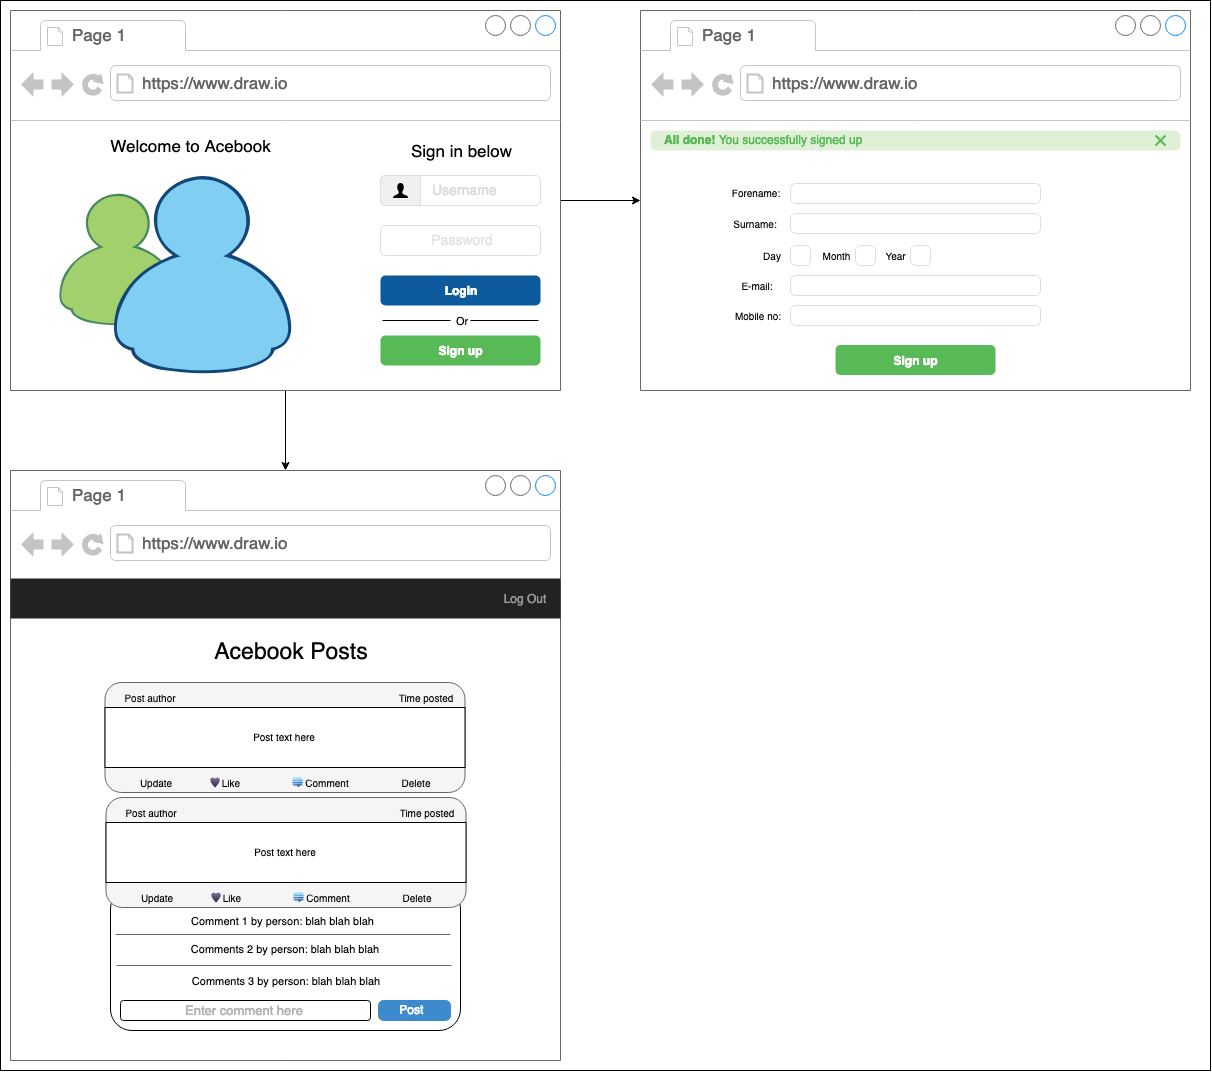 Page 1
https://www.draw.io
Welcome to Acebook
Sign in below
Username
Password
Login
Or
Sign up
Page 1
https://www.draw.io
All done! You successfully signed up
Forename:
Surname:
Day Month Year
E-mail:
Mobile no:
Sign up
Page 1
https://www.draw.io
Log Out
Acebook Posts
Post author Time posted
Post text here
Update Like Comment Delete
Post author Time posted
Post text here
Update Like Comment Delete
Comment 1 by person: blah blah blah
Comments 2 by person: blah blah blah
Comments 3 by person: blah blah blah
Enter comment here Post